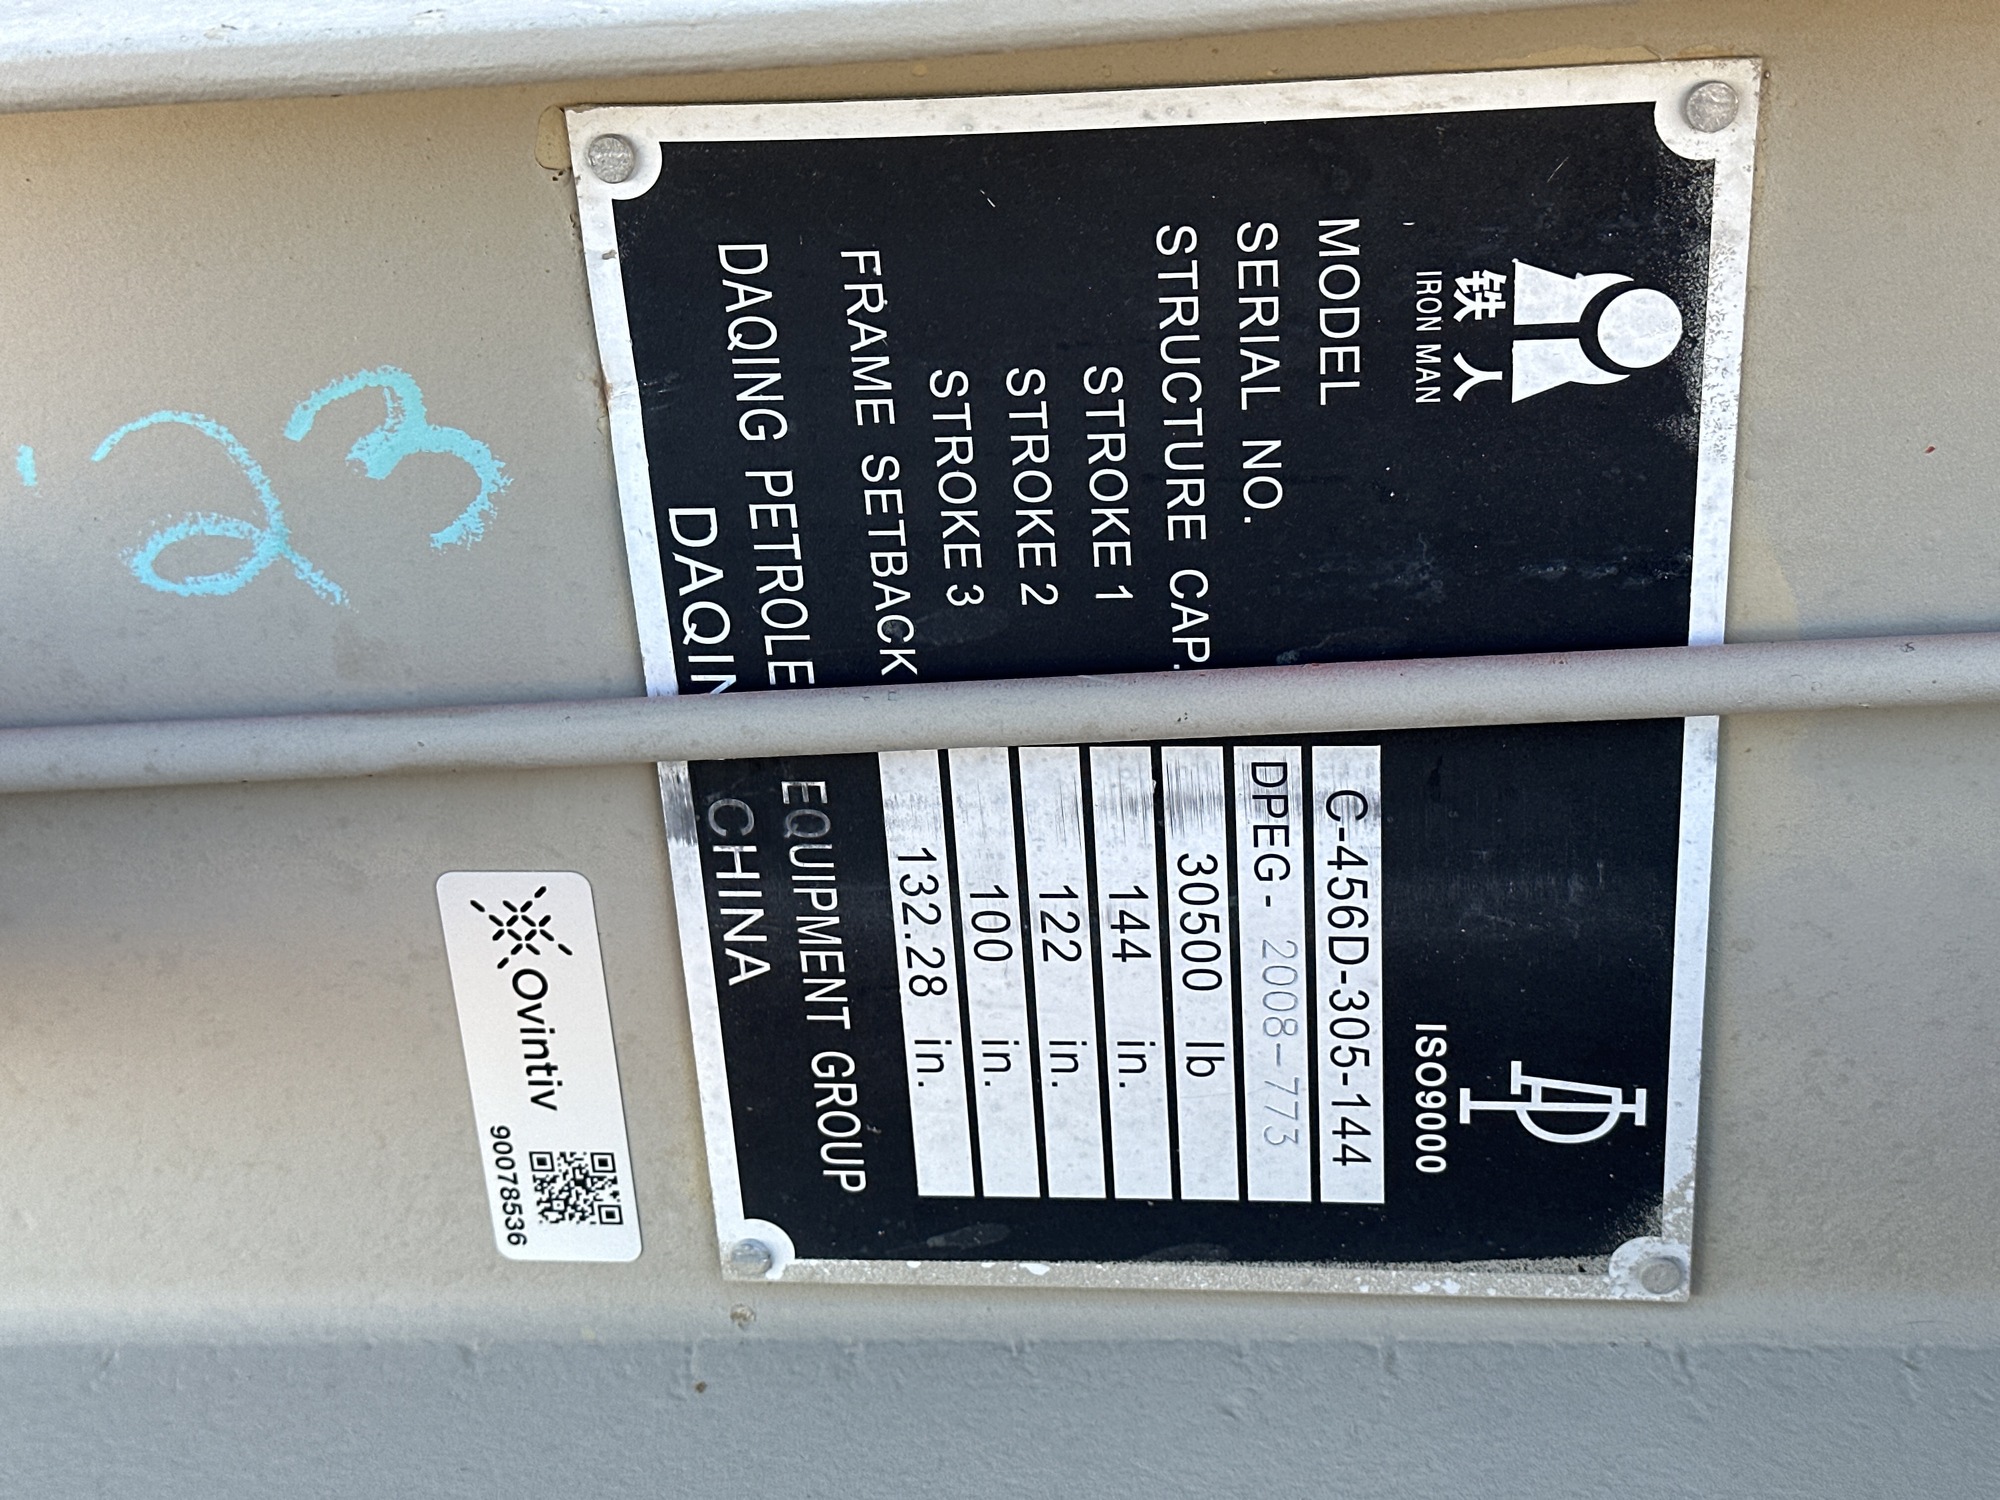 铁人
IRON MAN
ISO9000
MODEL C-456D-305-144
SERIAL NO. DPEG- 2008-773
STRUCTURE CAP. 30500 lb
STROKE 1 144 in.
STROKE 2 122 in.
STROKE 3 100 in.
FRAME SETBACK 132.28 in.
DAQING PETROLE EQUIPMENT GROUP
DAQIN CHINA
Ovintiv
90078536
'23